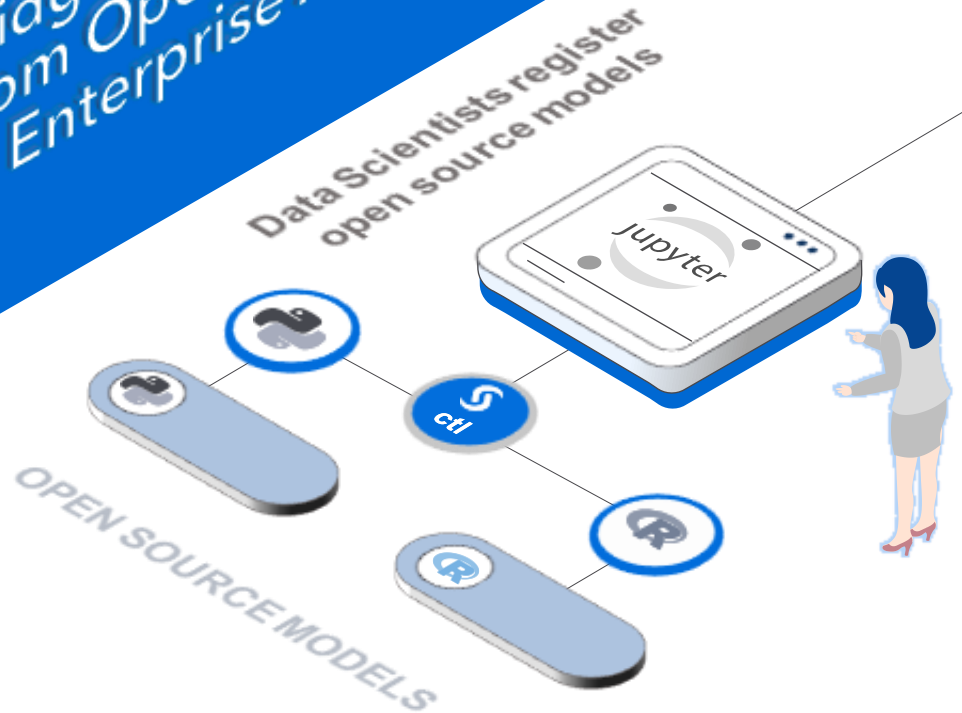 Enterprise
Data Scientists register
open source models
Jupyter
ctl
R
R
OPEN SOURCE MODELS